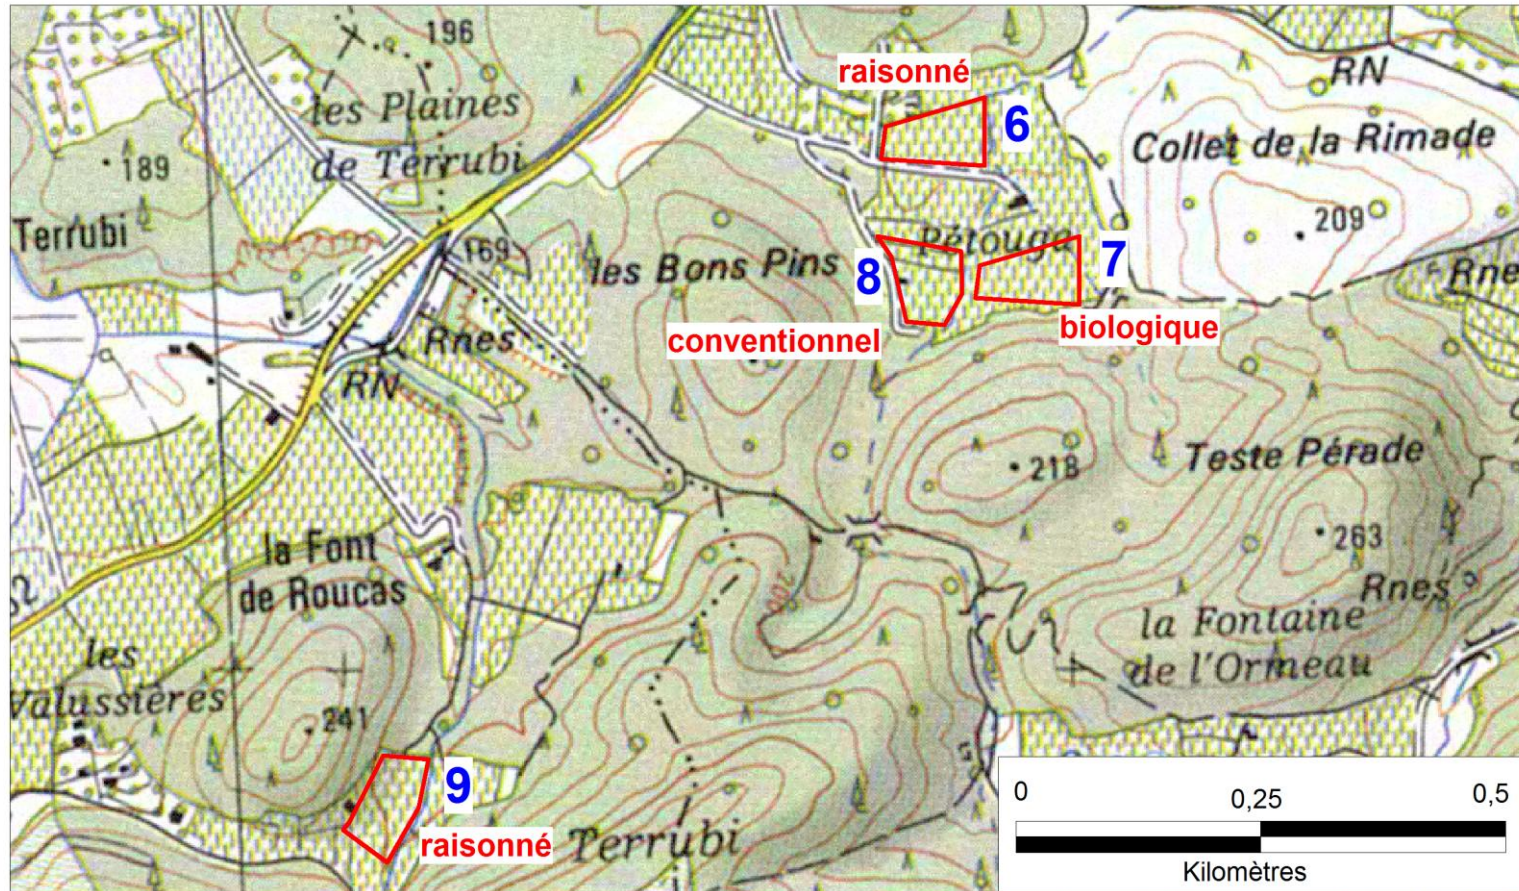 196
raisonné
RN
les Plaines
6
Collet de la Rimade
de Terrubi
189
209
Terrubi
169
les Bons Pins
8
Pétouge
7
Rnes
conventionnel
biologique
RN
218
Teste Pérade
263
la Font
de Roucas
200
Rnes
la Fontaine
de l'Ormeau
les
Valussières
241
9
raisonné
Terrubi
0
0,25
0,5
Kilomètres